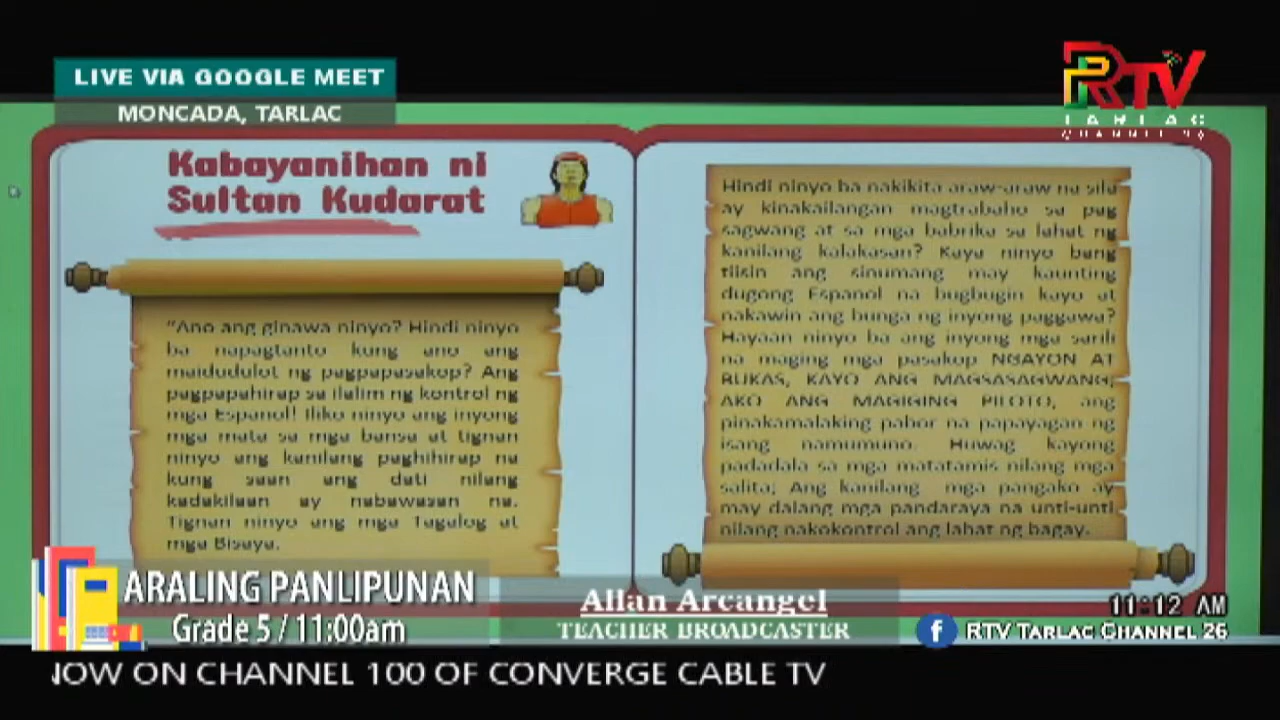 LIVE VIA GOOGLE MEET
MONCADA, TARLAC
RTV
TARLAC
CHANNEL 26
Kabayanihan ni
Sultan Kudarat
"Ano ang ginawa ninyo? Hindi ninyo
ba napagtanto kung ano ang
maidudulot ng pagpapasakop? Ang
pagpapahirap sa ilalim ng kontrol ng
mga Espanol! Iliko ninyo ang inyong
mga mata sa mga bansa at tignan
ninyo ang kanilang paghihirap na
kung saan ang dati nilang
kadakilaan ay nabawasan na.
Tignan ninyo ang mga Tagalog at
mga Bisaya.
Hindi ninyo ba nakikita araw-araw na sila
ay kinakailangan magtrabaho sa pag
sagwang at sa mga babrika sa lahat ng
kanilang kalakasan? Kaya ninyo bang
tiisin ang sinumang may kaunting
dugong Espanol na bugbugin kayo at
nakawin ang bunga ng inyong paggawa?
Hayaan ninyo ba ang inyong mga sarili
na maging mga pasakop NGAYON AT
BUKAS, KAYO ANG MAGSASAGWANG;
AKO ANG MAGIGING PILOTO, ang
pinakamalaking pabor na papayagan ng
isang namumuno. Huwag kayong
padadala sa mga matatamis nilang mga
salita; Ang kanilang mga pangako ay
may dalang mga pandaraya na unti-unti
nilang nakokontrol ang lahat ng bagay.
ARALING PANLIPUNAN
Grade 5 / 11:00am
Allan Arcangel
TEACHER BROADCASTER
11:12 AM
f RTV TARLAC CHANNEL 26
NOW ON CHANNEL 100 OF CONVERGE CABLE TV